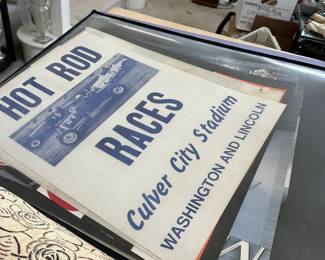 HOT ROD
RACES
Culver City Stadium
WASHINGTON AND LINCOLN